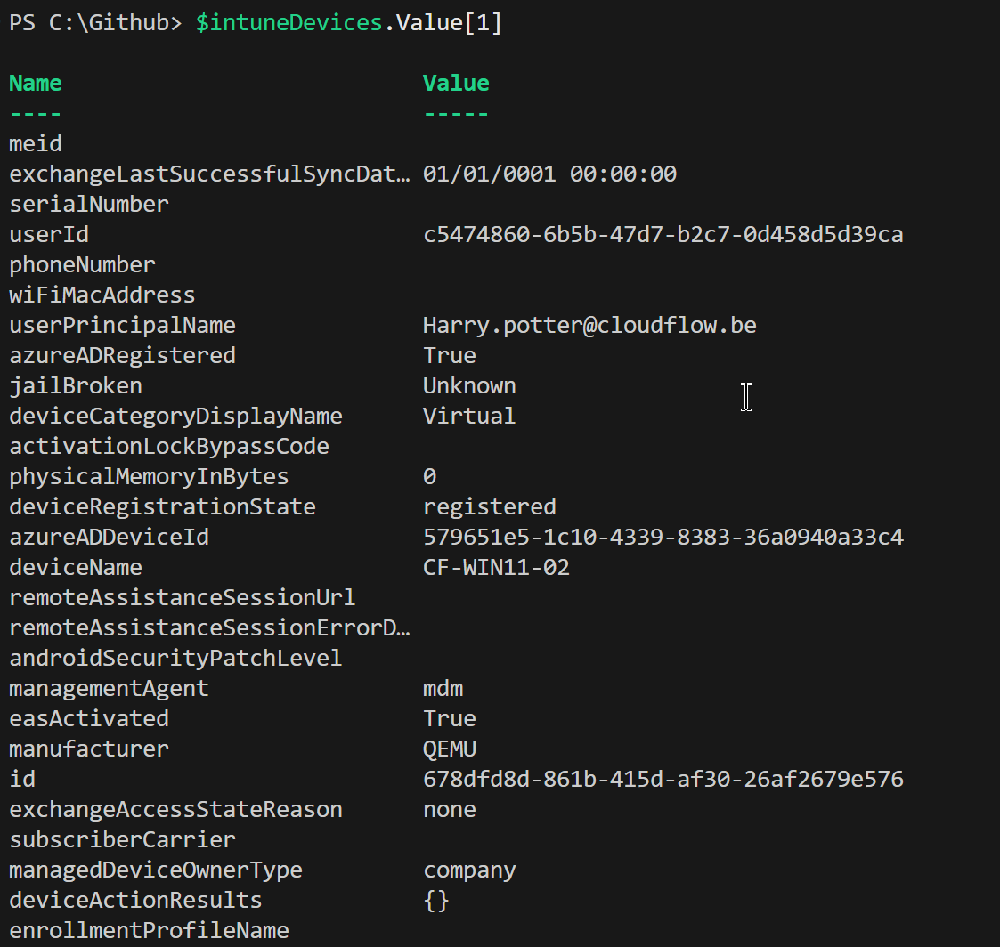 PS C:\Github> $intuneDevices.Value[1]
Name Value
---- -----
meid
exchangeLastSuccessfulSyncDat… 01/01/0001 00:00:00
serialNumber
userId c5474860-6b5b-47d7-b2c7-0d458d5d39ca
phoneNumber
wiFiMacAddress
userPrincipalName Harry.potter@cloudflow.be
azureADRegistered True
jailBroken Unknown
deviceCategoryDisplayName Virtual
activationLockBypassCode
physicalMemoryInBytes 0
deviceRegistrationState registered
azureADDeviceId 579651e5-1c10-4339-8383-36a0940a33c4
deviceName CF-WIN11-02
remoteAssistanceSessionUrl
remoteAssistanceSessionErrorD…
androidSecurityPatchLevel
managementAgent mdm
easActivated True
manufacturer QEMU
id 678dfd8d-861b-415d-af30-26af2679e576
exchangeAccessStateReason none
subscriberCarrier
managedDeviceOwnerType company
deviceActionResults {}
enrollmentProfileName